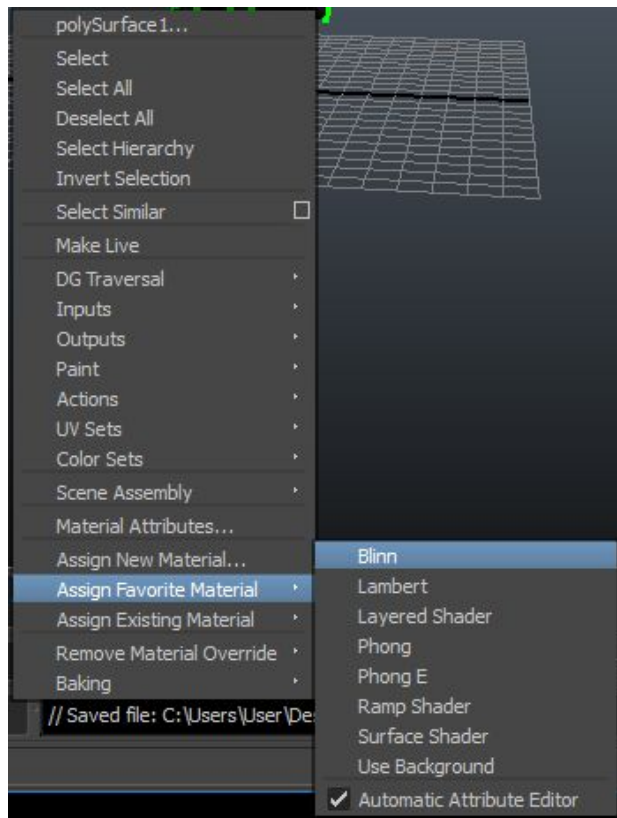 polySurface1...
Select
Select All
Deselect All
Select Hierarchy
Invert Selection
Select Similar
Make Live
DG Traversal
Inputs
Outputs
Paint
Actions
UV Sets
Color Sets
Scene Assembly
Material Attributes...
Assign New Material...
Assign Favorite Material
Assign Existing Material
Remove Material Override
Baking
// Saved file: C:\Users\User\De
Blinn
Lambert
Layered Shader
Phong
Phong E
Ramp Shader
Surface Shader
Use Background
Automatic Attribute Editor